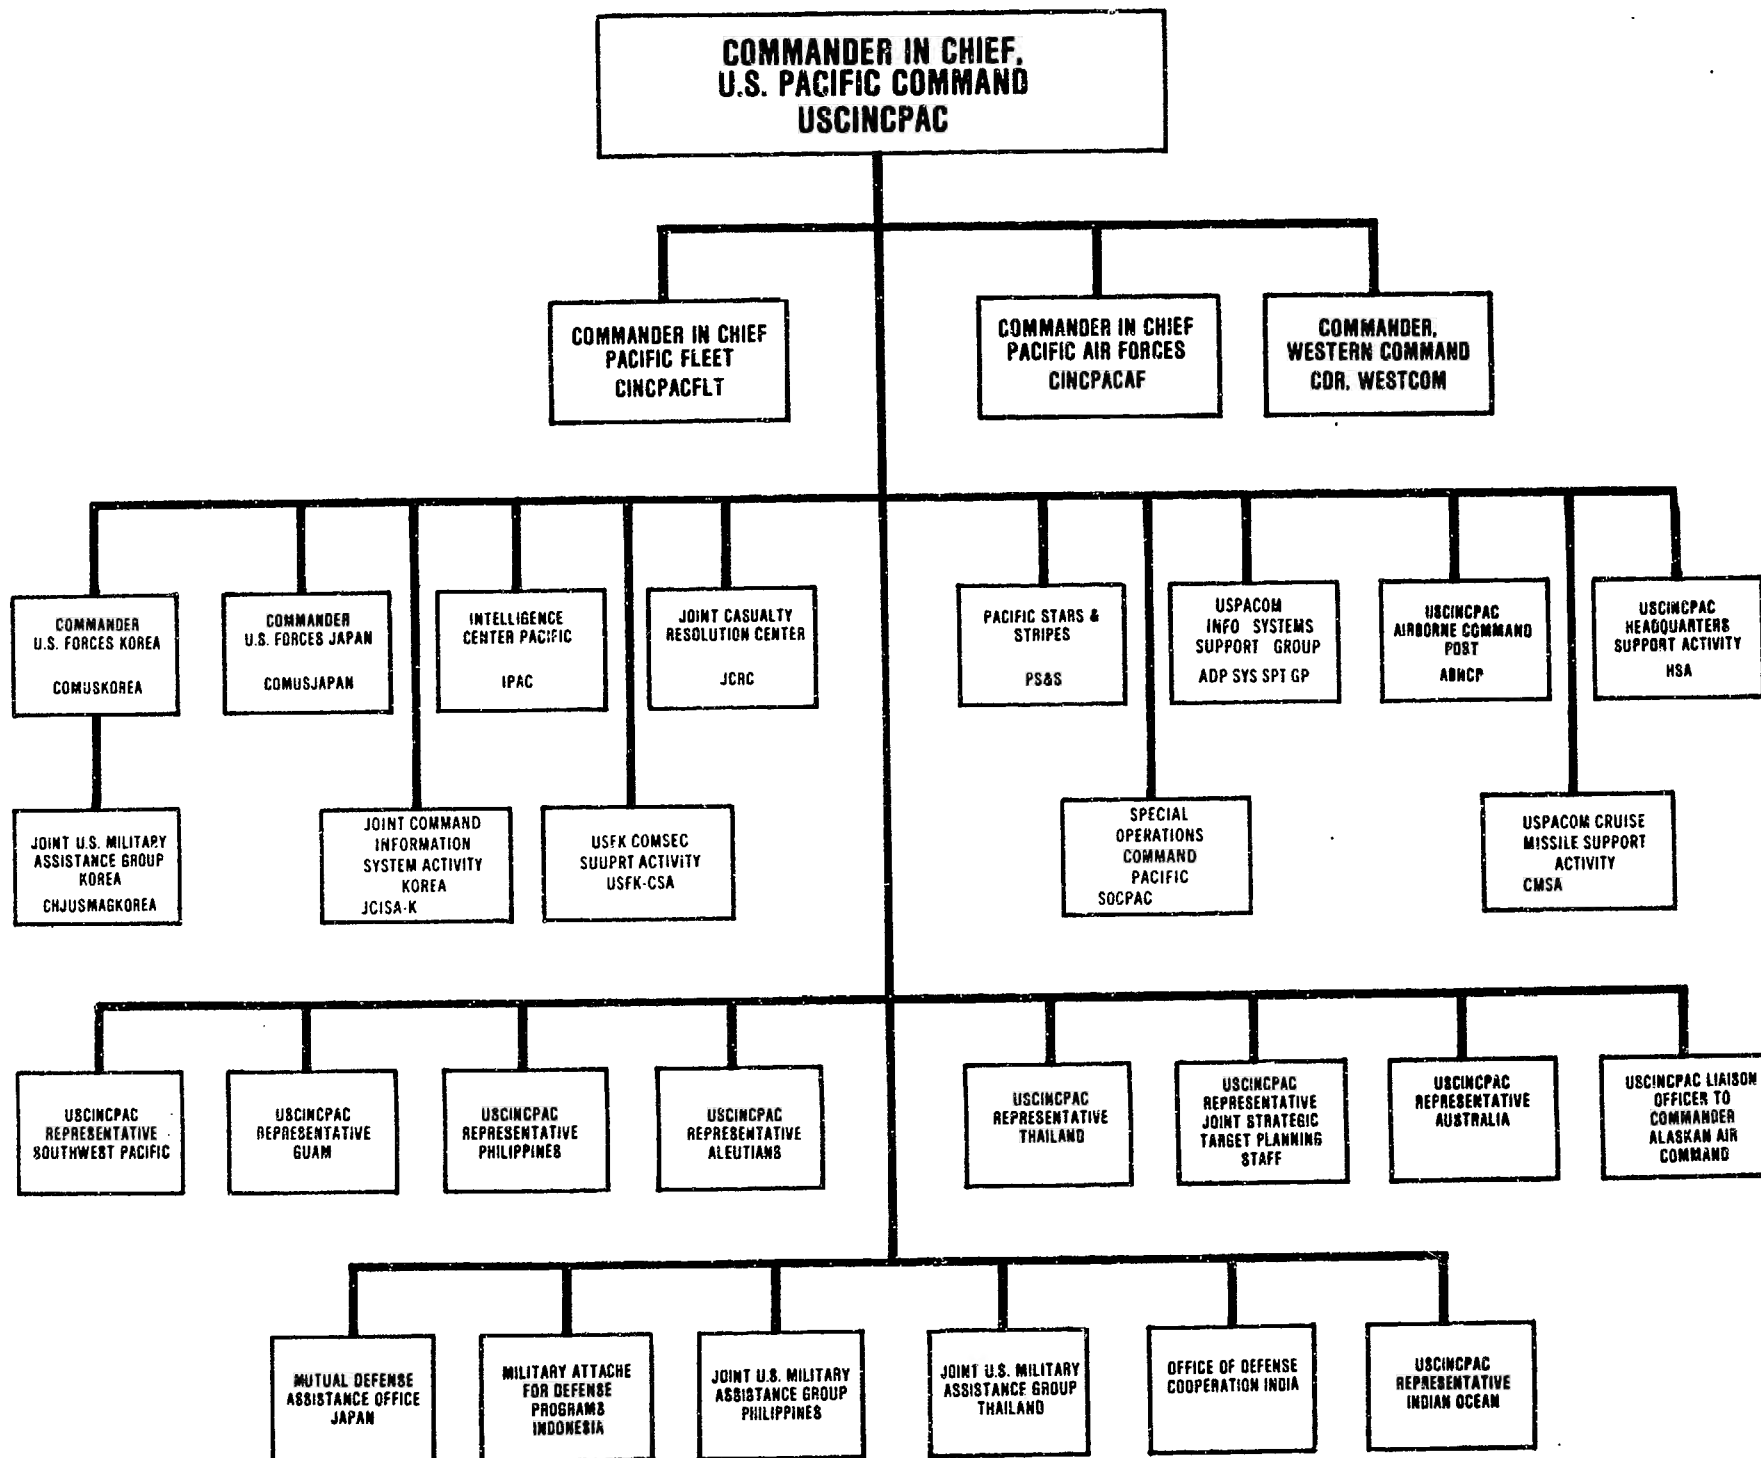 COMMANDER IN CHIEF,
U.S. PACIFIC COMMAND
USCINCPAC
COMMANDER IN CHIEF
PACIFIC FLEET
CINCPACFLT
COMMANDER IN CHIEF
PACIFIC AIR FORCES
CINCPACAF
COMMANDER,
WESTERN COMMAND
CDR. WESTCOM
COMMANDER
U.S. FORCES KOREA
COMUSKOREA
COMMANDER
U.S. FORCES JAPAN
COMUSJAPAN
INTELLIGENCE
CENTER PACIFIC
IPAC
JOINT CASUALTY
RESOLUTION CENTER
JCRC
PACIFIC STARS &
STRIPES
PS&S
USPACOM
INFO SYSTEMS
SUPPORT GROUP
ADP SYS SPT GP
USCINCPAC
AIRBORNE COMMAND
POST
ABNCP
USCINCPAC
HEADQUARTERS
SUPPORT ACTIVITY
HSA
JOINT U.S. MILITARY
ASSISTANCE GROUP
KOREA
CHJUSMAGKOREA
JOINT COMMAND
INFORMATION
SYSTEM ACTIVITY
KOREA
JCISA-K
USFK COMSEC
SUUPRT ACTIVITY
USFK-CSA
SPECIAL
OPERATIONS
COMMAND
PACIFIC
SOCPAC
USPACOM CRUISE
MISSILE SUPPORT
ACTIVITY
CMSA
USCINCPAC
REPRESENTATIVE
SOUTHWEST PACIFIC
USCINCPAC
REPRESENTATIVE
GUAM
USCINCPAC
REPRESENTATIVE
PHILIPPINES
USCINCPAC
REPRESENTATIVE
ALEUTIANS
USCINCPAC
REPRESENTATIVE
THAILAND
USCINCPAC
REPRESENTATIVE
JOINT STRATEGIC
TARGET PLANNING
STAFF
USCINCPAC
REPRESENTATIVE
AUSTRALIA
USCINCPAC LIAISON
OFFICER TO
COMMANDER
ALASKAN AIR
COMMAND
MUTUAL DEFENSE
ASSISTANCE OFFICE
JAPAN
MILITARY ATTACHE
FOR DEFENSE
PROGRAMS
INDONESIA
JOINT U.S. MILITARY
ASSISTANCE GROUP
PHILIPPINES
JOINT U.S. MILITARY
ASSISTANCE GROUP
THAILAND
OFFICE OF DEFENSE
COOPERATION INDIA
USCINCPAC
REPRESENTATIVE
INDIAN OCEAN